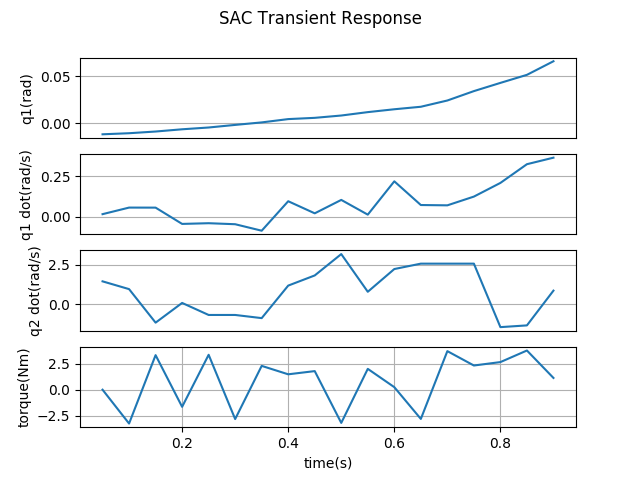 SAC Transient Response
q1(rad)
0.05
0.00
q1 dot(rad/s)
0.25
0.00
q2 dot(rad/s)
2.5
0.0
torque(Nm)
2.5
0.0
−2.5
0.2 0.4 0.6 0.8
time(s)